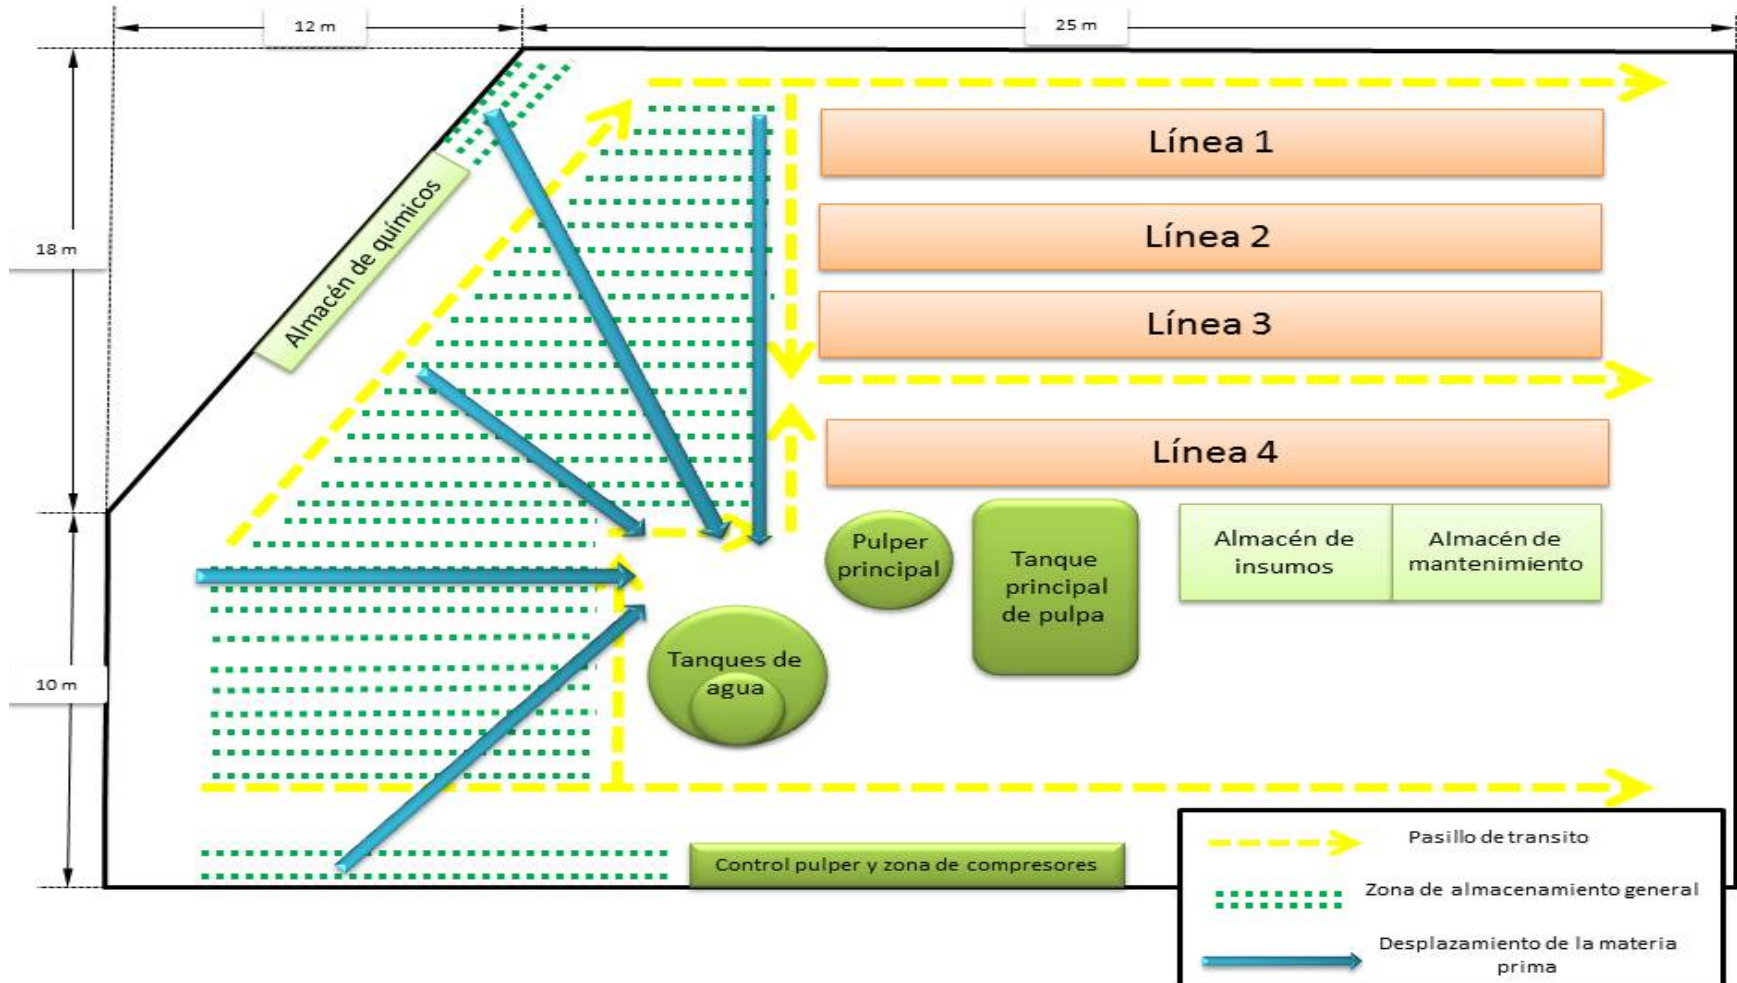 12 m
25 m
Línea 1
Almacén de químicos
Línea 2
18 m
Línea 3
Línea 4
Pulper
principal
Tanque
principal
de pulpa
Almacén de
insumos
Almacén de
mantenimiento
Tanques de
agua
10 m
Control pulper y zona de compresores
Pasillo de transito
Zona de almacenamiento general
Desplazamiento de la materia
prima